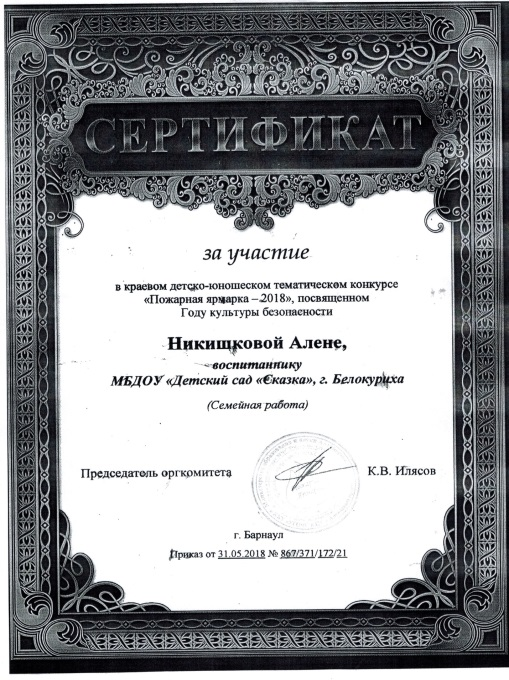 СЕРТИФИКАТ
за участие
в краевом детско-юношеском тематическом конкурсе
«Пожарная ярмарка – 2018», посвященном
Году культуры безопасности
Никишковой Алене,
воспитаннику
МБДОУ «Детский сад «Сказка», г. Белокуриха
(Семейная работа)
Председатель оргкомитета К.В. Илясов
г. Барнаул
Приказ от 31.05.2018 № 867/371/172/21